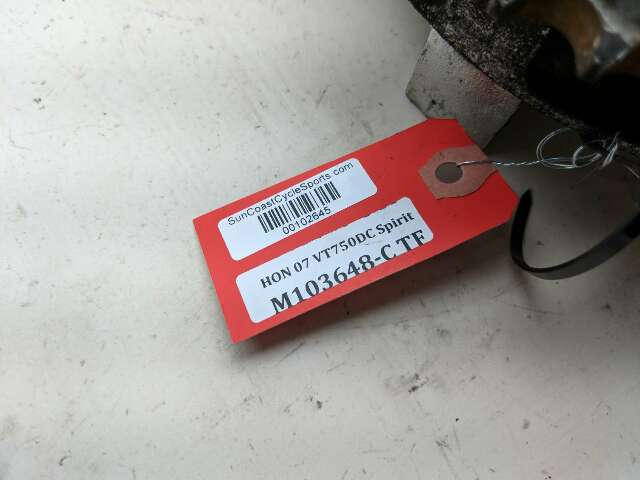 SunCoastCycleSports.com
00102645
HON 07 VT750DC Spirit
M103648-C TF